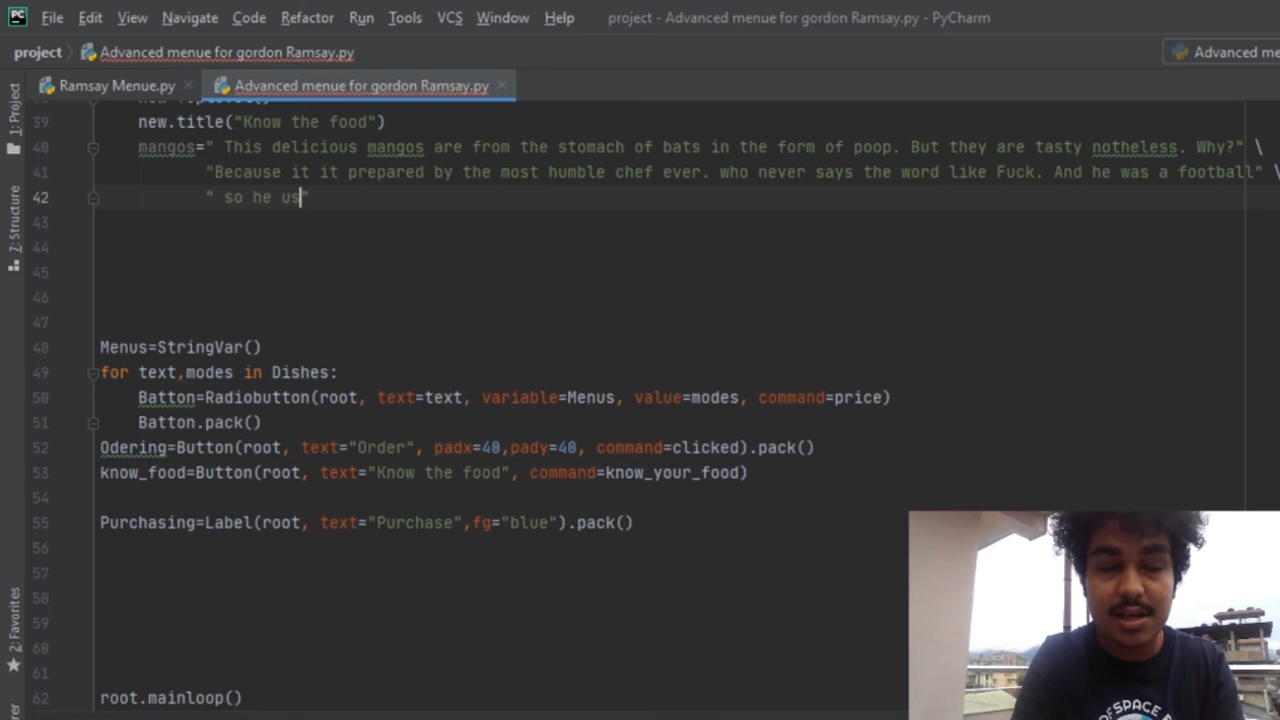 PC File Edit View Navigate Code Refactor Run Tools VCS Window Help project - Advanced menue for gordon Ramsay.py - PyCharm
project Advanced menue for gordon Ramsay.py Advanced me
Ramsay Menue.py Advanced menue for gordon Ramsay.py
1: Project
7: Structure
2: Favorites
39 new.title("Know the food")
40 mangos=" This delicious mangos are from the stomach of bats in the form of poop. But they are tasty notheless. Why?" \
41 "Because it it prepared by the most humble chef ever. who never says the word like Fuck. And he was a football" \
42 " so he us"
43
44
45
46
47
48 Menus=StringVar()
49 for text,modes in Dishes:
50 Batton=Radiobutton(root, text=text, variable=Menus, value=modes, command=price)
51 Batton.pack()
52 Odering=Button(root, text="Order", padx=40,pady=40, command=clicked).pack()
53 know_food=Button(root, text="Know the food", command=know_your_food)
54
55 Purchasing=Label(root, text="Purchase",fg="blue").pack()
56
57
58
59
60
61
62 root.mainloop()